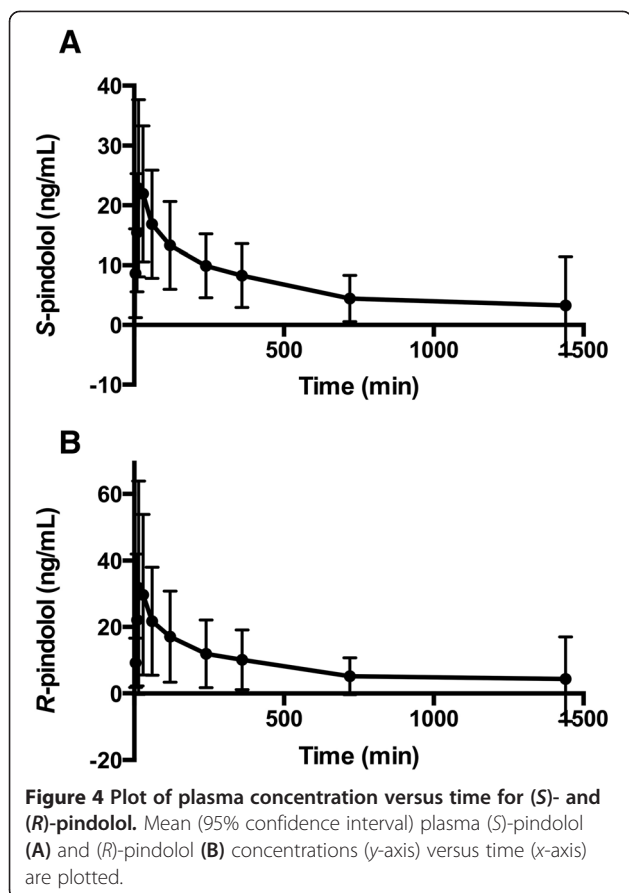 A
40
30
20
10
0
-10
S-pindolol (ng/mL)
500
1000
1500
Time (min)
B
60
40
20
0
-20
R-pindolol (ng/mL)
500
1000
1500
Time (min)
Figure 4 Plot of plasma concentration versus time for (S)- and
(R)-pindolol. Mean (95% confidence interval) plasma (S)-pindolol
(A) and (R)-pindolol (B) concentrations (y-axis) versus time (x-axis)
are plotted.